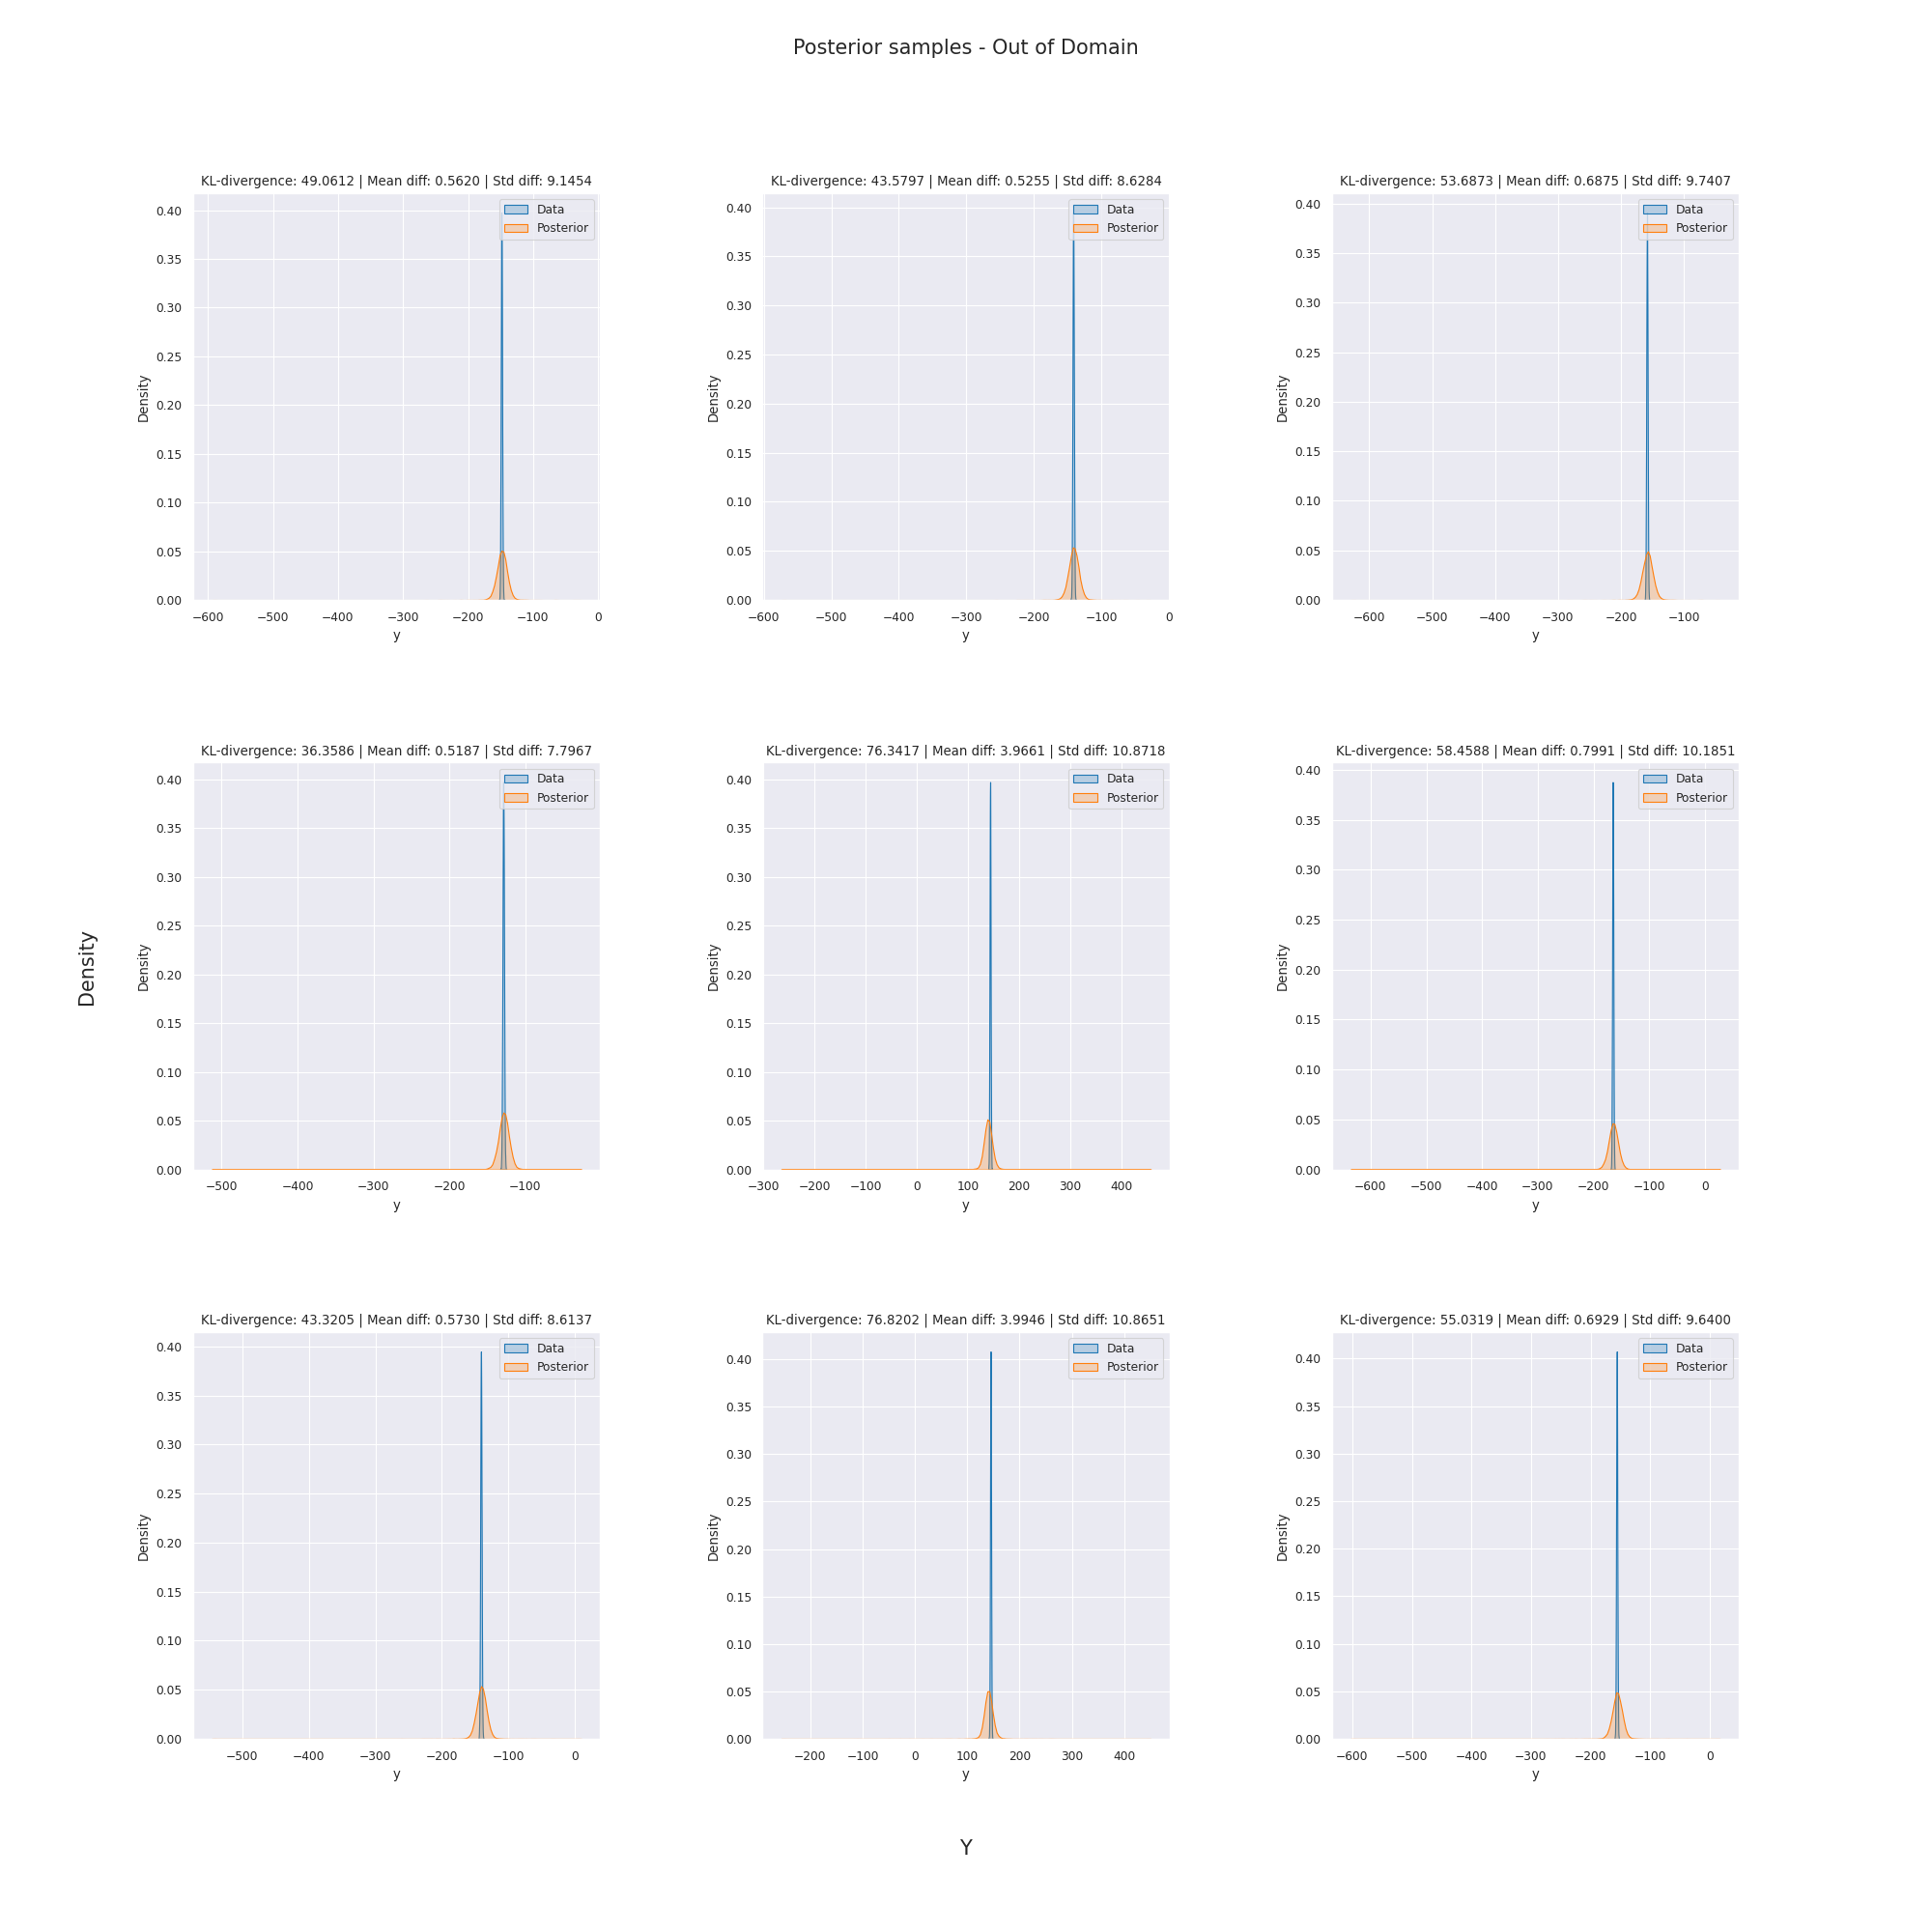 Posterior samples - Out of Domain
KL-divergence: 49.0612 | Mean diff: 0.5620 | Std diff: 9.1454
Data
Posterior
0.40
0.35
0.30
0.25
0.20
0.15
0.10
0.05
0.00
Density
−600 −500 −400 −300 −200 −100 0
y
KL-divergence: 43.5797 | Mean diff: 0.5255 | Std diff: 8.6284
Data
Posterior
0.40
0.35
0.30
0.25
0.20
0.15
0.10
0.05
0.00
Density
−600 −500 −400 −300 −200 −100 0
y
KL-divergence: 53.6873 | Mean diff: 0.6875 | Std diff: 9.7407
Data
Posterior
0.40
0.35
0.30
0.25
0.20
0.15
0.10
0.05
0.00
Density
−600 −500 −400 −300 −200 −100
y
Density
KL-divergence: 36.3586 | Mean diff: 0.5187 | Std diff: 7.7967
Data
Posterior
0.40
0.35
0.30
0.25
0.20
0.15
0.10
0.05
0.00
Density
−500 −400 −300 −200 −100
y
KL-divergence: 76.3417 | Mean diff: 3.9661 | Std diff: 10.8718
Data
Posterior
0.40
0.35
0.30
0.25
0.20
0.15
0.10
0.05
0.00
Density
−300 −200 −100 0 100 200 300 400
y
KL-divergence: 58.4588 | Mean diff: 0.7991 | Std diff: 10.1851
Data
Posterior
0.40
0.35
0.30
0.25
0.20
0.15
0.10
0.05
0.00
Density
−600 −500 −400 −300 −200 −100 0
y
KL-divergence: 43.3205 | Mean diff: 0.5730 | Std diff: 8.6137
Data
Posterior
0.40
0.35
0.30
0.25
0.20
0.15
0.10
0.05
0.00
Density
−500 −400 −300 −200 −100 0
y
KL-divergence: 76.8202 | Mean diff: 3.9946 | Std diff: 10.8651
Data
Posterior
0.40
0.35
0.30
0.25
0.20
0.15
0.10
0.05
0.00
Density
−200 −100 0 100 200 300 400
y
KL-divergence: 55.0319 | Mean diff: 0.6929 | Std diff: 9.6400
Data
Posterior
0.40
0.35
0.30
0.25
0.20
0.15
0.10
0.05
0.00
Density
−600 −500 −400 −300 −200 −100 0
y
Y